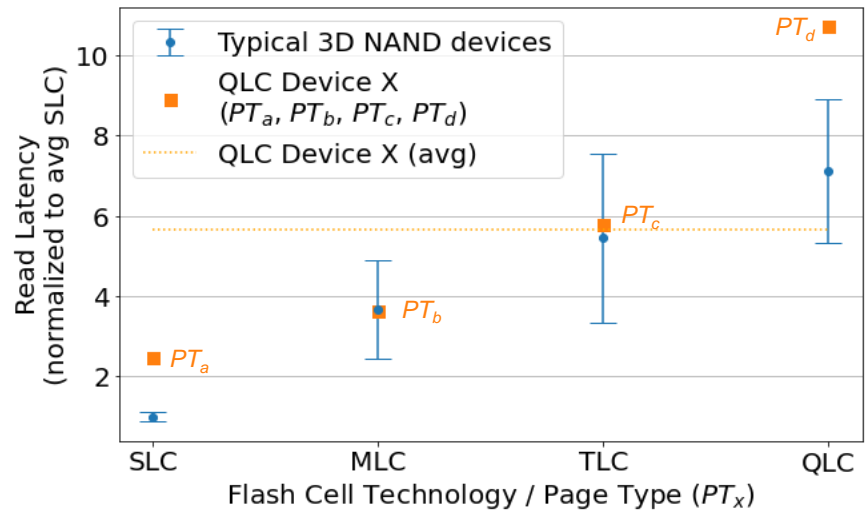 Typical 3D NAND devices
QLC Device X
(PTa, PTb, PTc, PTd)
QLC Device X (avg)
PTa
PTb
PTc
PTd
10
8
6
4
2
Read Latency
(normalized to avg SLC)
SLC MLC TLC QLC
Flash Cell Technology / Page Type (PTx)